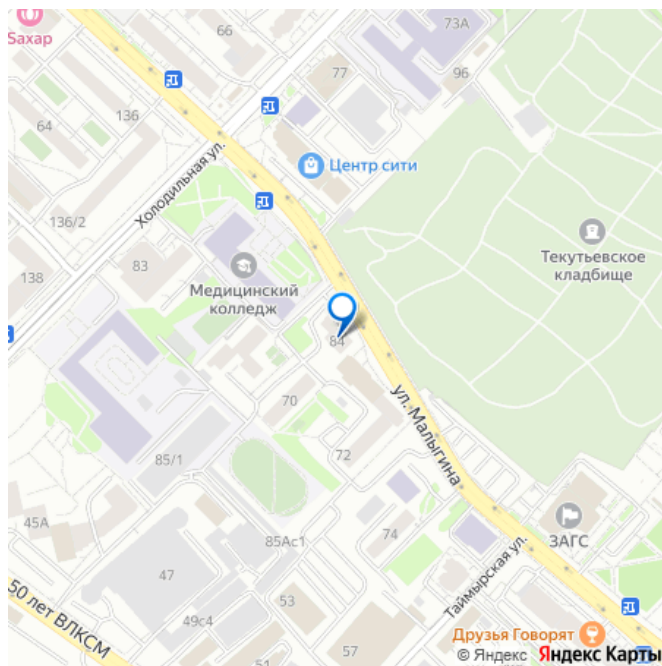 Sахар
66
73А
77
96
64
136
Холодильная ул.
Центр сити
136/2
138
83
Медицинский
колледж
Текутьевское
кладбище
84
70
ул. Малыгина
72
85/1
45А
85Ас1
74
ЗАГС
Таймырская ул.
47
53
49с4
50 лет ВЛКСМ
51
57
Друзья Говорят
© Яндекс Яндекс Карты